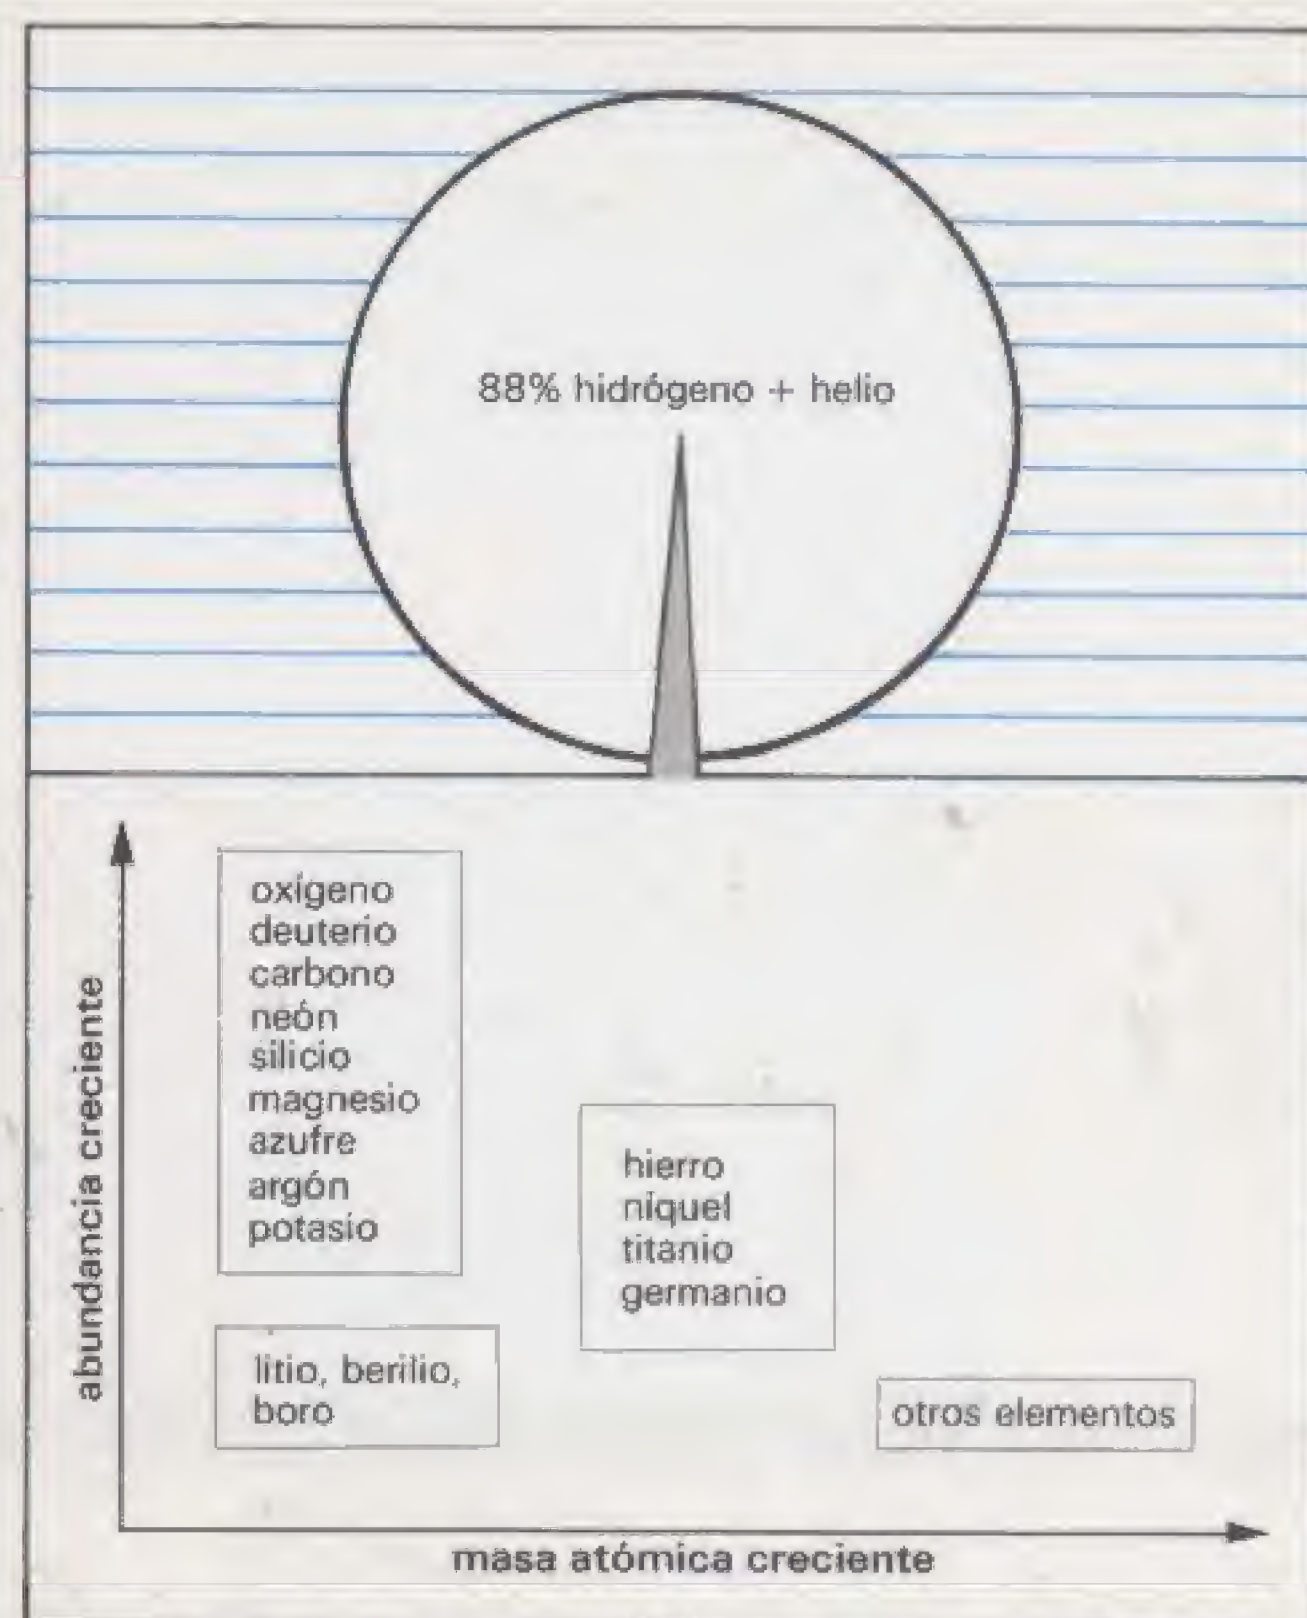 88% hidrógeno + helio
oxígeno
deuterio
carbono
neón
silicio
magnesio
azufre
argón
potasio
hierro
níquel
titanio
germanio
litio, berilio,
boro
otros elementos
abundancia creciente
masa atómica creciente